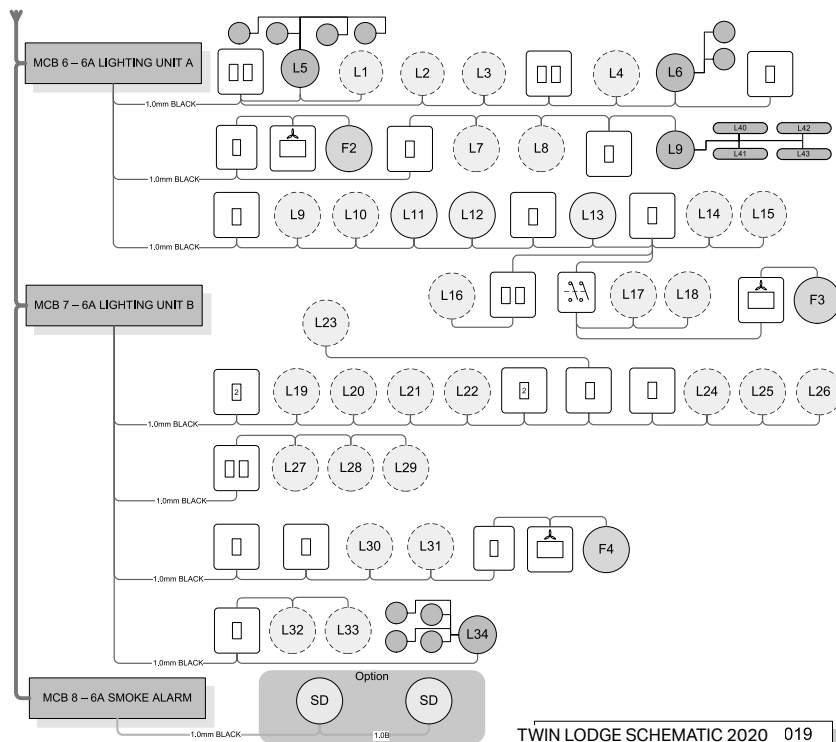 MCB 6 – 6A LIGHTING UNIT A
L5 L1 L2 L3 L4 L6
1.0mm BLACK
F2 L7 L8 L9 L40 L42
L41 L43
1.0mm BLACK
L9 L10 L11 L12 L13 L14 L15
1.0mm BLACK
L16 L17 L18 F3
MCB 7 – 6A LIGHTING UNIT B
L23
2 L19 L20 L21 L22 2 L24 L25 L26
1.0mm BLACK
L27 L28 L29
1.0mm BLACK
L30 L31 F4
1.0mm BLACK
L32 L33 L34
1.0mm BLACK
MCB 8 – 6A SMOKE ALARM
Option
SD SD
1.0mm BLACK 1.0B
TWIN LODGE SCHEMATIC 2020 019